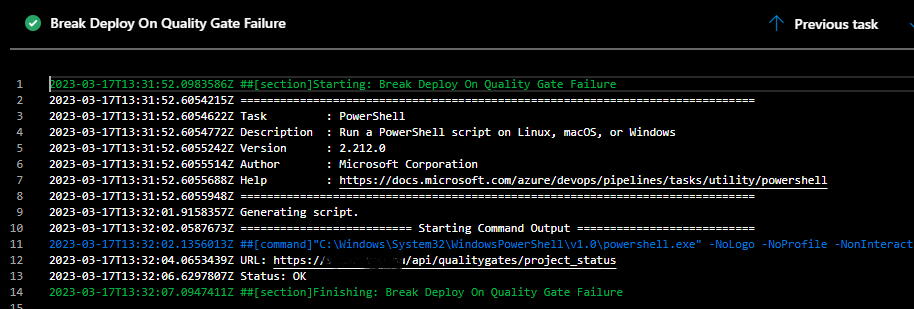 Break Deploy On Quality Gate Failure
Previous task
1 2023-03-17T13:31:52.0983586Z ##[section]Starting: Break Deploy On Quality Gate Failure
2 2023-03-17T13:31:52.6054215Z ==============================================================================
3 2023-03-17T13:31:52.6054622Z Task : PowerShell
4 2023-03-17T13:31:52.6054772Z Description : Run a PowerShell script on Linux, macOS, or Windows
5 2023-03-17T13:31:52.6055242Z Version : 2.212.0
6 2023-03-17T13:31:52.6055514Z Author : Microsoft Corporation
7 2023-03-17T13:31:52.6055688Z Help : https://docs.microsoft.com/azure/devops/pipelines/tasks/utility/powershell
8 2023-03-17T13:31:52.6055948Z ==============================================================================
9 2023-03-17T13:32:01.9158357Z Generating script.
10 2023-03-17T13:32:02.0587673Z ========================== Starting Command Output ===========================
11 2023-03-17T13:32:02.1356013Z ##[command]"C:\Windows\System32\WindowsPowerShell\v1.0\powershell.exe" -NoLogo -NoProfile -NonInteract
12 2023-03-17T13:32:04.0653439Z URL: https:// /api/qualitygates/project_status
13 2023-03-17T13:32:06.6297807Z Status: OK
14 2023-03-17T13:32:07.0947411Z ##[section]Finishing: Break Deploy On Quality Gate Failure
15